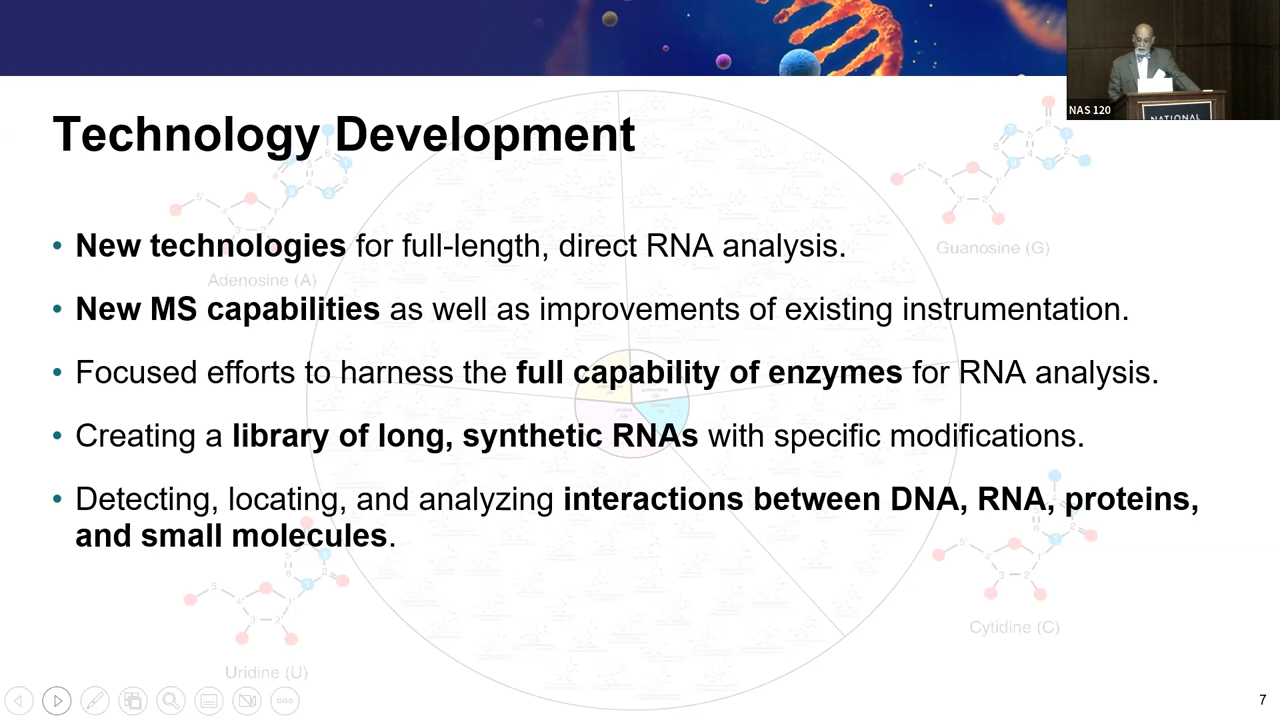 NAS 120
NATIONAL
Technology Development
• New technologies for full-length, direct RNA analysis.
• New MS capabilities as well as improvements of existing instrumentation.
• Focused efforts to harness the full capability of enzymes for RNA analysis.
• Creating a library of long, synthetic RNAs with specific modifications.
• Detecting, locating, and analyzing interactions between DNA, RNA, proteins,
and small molecules.
Adenosine (A)
Guanosine (G)
Uridine (U)
Cytidine (C)
7